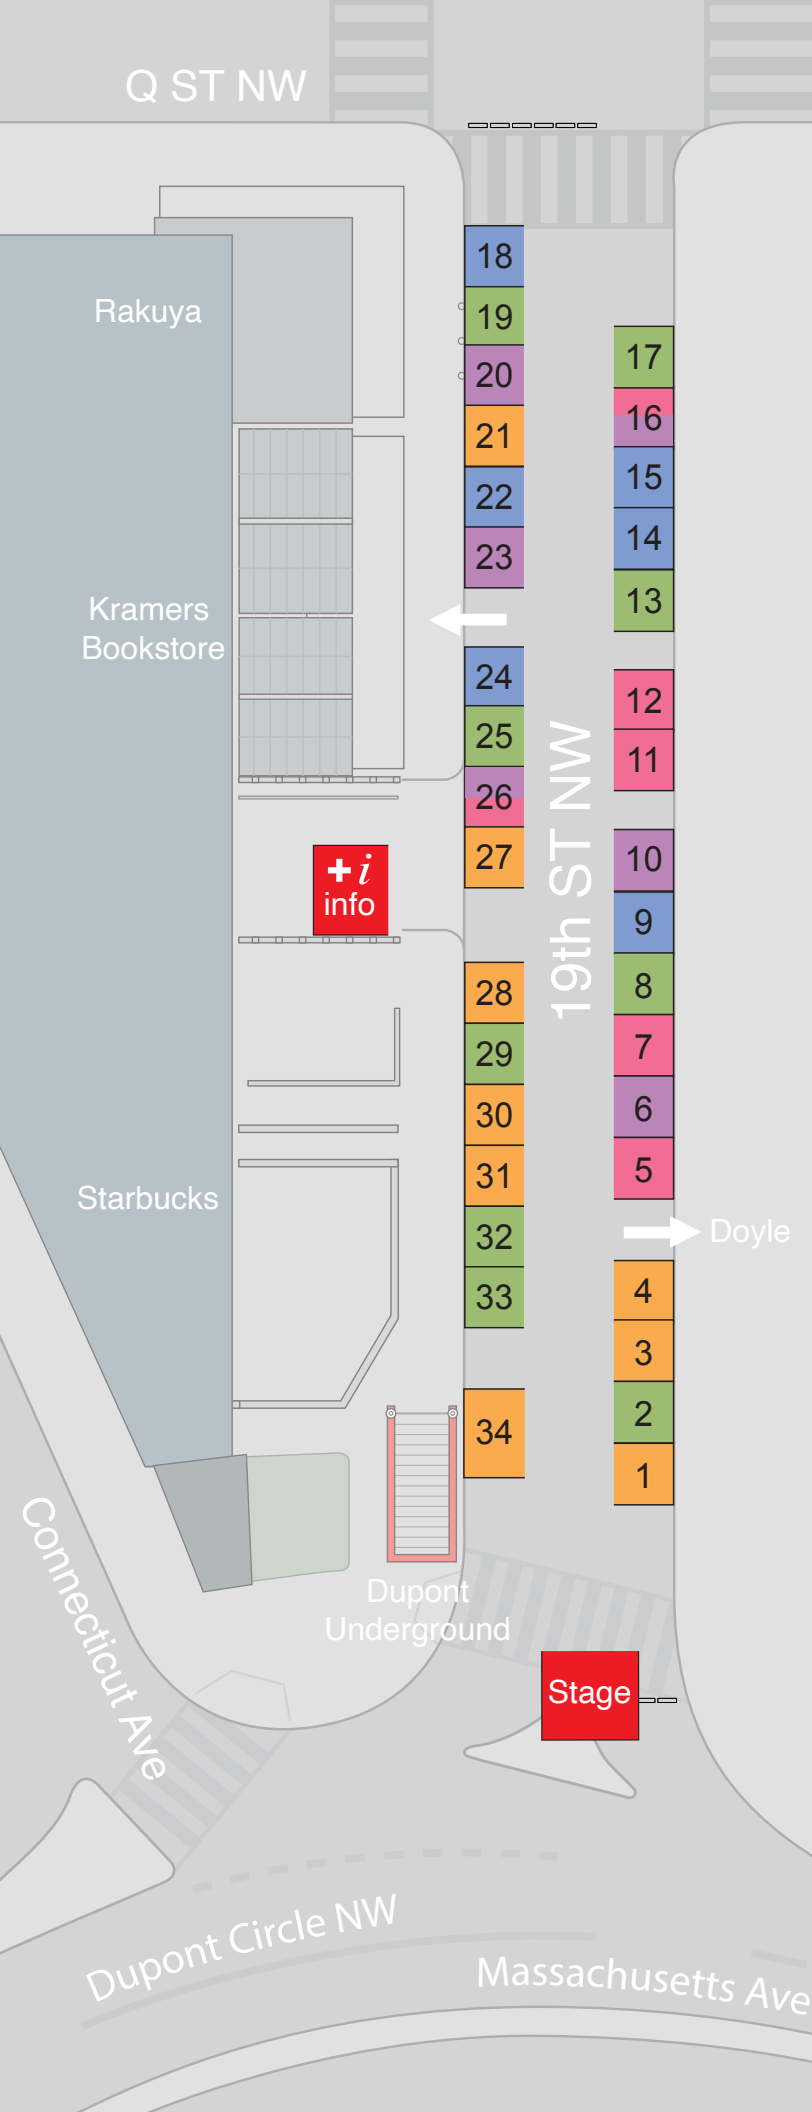 Q ST NW
18
Rakuya
19
17
20
16
21
15
22
14
23
13
Kramers
Bookstore
24
12
25
11
26
19th ST NW
27
10
+ i
info
9
28
8
29
7
30
6
31
5
Starbucks
32
Doyle
33
4
3
34
2
1
Connecticut Ave
Dupont
Underground
Stage
Dupont Circle NW
Massachusetts Ave